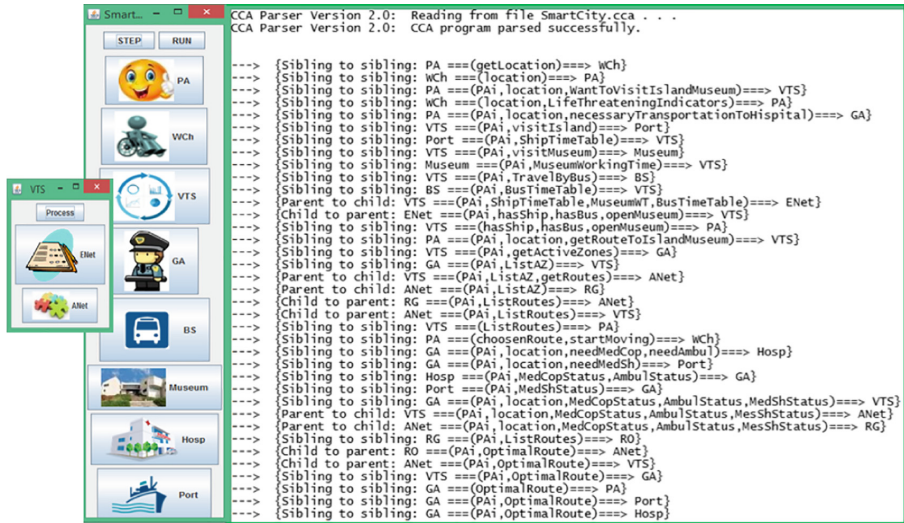 Smart...
STEP
RUN
PA
WCh
VTS
GA
BS
Museum
Hosp
Port
VTS
Process
ENet
ANet
CCA Parser Version 2.0:  Reading from file SmartCity.cca . . .
CCA Parser Version 2.0:  CCA program parsed successfully.
--->  {Sibling to sibling: PA ===(getLocation)===> WCh}
--->  {Sibling to sibling: WCh ===(location)===> PA}
--->  {Sibling to sibling: PA ===(PAi,location,WantToVisitIslandMuseum)===> VTS}
--->  {Sibling to sibling: WCh ===(location,LifeThreateningIndicators)===> PA}
--->  {Sibling to sibling: PA ===(PAi,location,necessaryTransportationToHispital)===> GA}
--->  {Sibling to sibling: VTS ===(PAi,visitIsland)===> Port}
--->  {Sibling to sibling: Port ===(PAi,ShipTimeTable)===> VTS}
--->  {Sibling to sibling: VTS ===(PAi,visitMuseum)===> Museum}
--->  {Sibling to sibling: Museum ===(PAi,MuseumWorkingTime)===> VTS}
--->  {Sibling to sibling: VTS ===(PAi,TravelByBus)===> BS}
--->  {Sibling to sibling: BS ===(PAi,BusTimeTable)===> VTS}
--->  {Parent to child: VTS ===(PAi,ShipTimeTable,MuseumWT,BusTimeTable)===> ENet}
--->  {Child to parent: ENet ===(PAi,hasShip,hasBus,openMuseum)===> VTS}
--->  {Sibling to sibling: VTS ===(hasShip,hasBus,openMuseum)===> PA}
--->  {Sibling to sibling: PA ===(PAi,location,getRouteToIslandMuseum)===> VTS}
--->  {Sibling to sibling: VTS ===(PAi,getActiveZones)===> GA}
--->  {Sibling to sibling: GA ===(PAi,ListAZ)===> VTS}
--->  {Parent to child: VTS ===(PAi,ListAZ,getRoutes)===> ANet}
--->  {Parent to child: ANet ===(PAi,ListAZ)===> RG}
--->  {Child to parent: RG ===(PAi,ListRoutes)===> ANet}
--->  {Child to parent: ANet ===(PAi,ListRoutes)===> VTS}
--->  {Sibling to sibling: VTS ===(ListRoutes)===> PA}
--->  {Sibling to sibling: PA ===(choosenRoute,startMoving)===> WCh}
--->  {Sibling to sibling: GA ===(PAi,location,needMedCop,needAmbul)===> Hosp}
--->  {Sibling to sibling: GA ===(PAi,location,needMedSh)===> Port}
--->  {Sibling to sibling: Hosp ===(PAi,MedCopStatus,AmbulStatus)===> GA}
--->  {Sibling to sibling: Port ===(PAi,MedShStatus)===> GA}
--->  {Sibling to sibling: GA ===(PAi,location,MedCopStatus,AmbulStatus,MedShStatus)===> VTS}
--->  {Parent to child: VTS ===(PAi,location,MedCopStatus,AmbulStatus,MesShStatus)===> ANet}
--->  {Parent to child: ANet ===(PAi,location,MedCopStatus,AmbulStatus,MesShStatus)===> RG}
--->  {Sibling to sibling: RG ===(PAi,ListRoutes)===> RO}
--->  {Child to parent: RO ===(PAi,OptimalRoute)===> ANet}
--->  {Child to parent: ANet ===(PAi,OptimalRoute)===> VTS}
--->  {Sibling to sibling: VTS ===(PAi,OptimalRoute)===> GA}
--->  {Sibling to sibling: GA ===(OptimalRoute)===> PA}
--->  {Sibling to sibling: GA ===(PAi,OptimalRoute)===> Port}
--->  {Sibling to sibling: GA ===(PAi,OptimalRoute)===> Hosp}